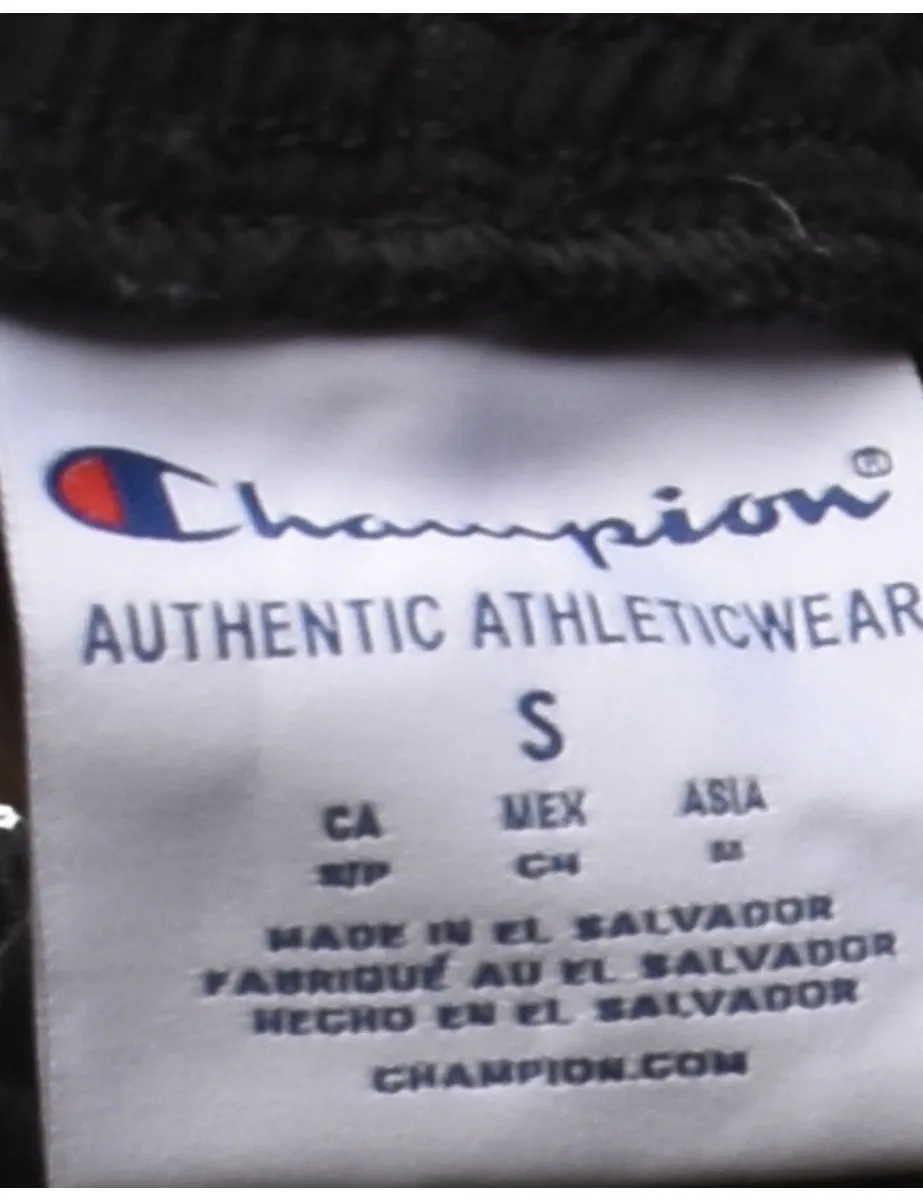 Champion®
AUTHENTIC ATHLETICWEAR
S
CA MEX ASIA
S/P CH M
MADE IN EL SALVADOR
FABRIQUÉ AU EL SALVADOR
HECHO EN EL SALVADOR
CHAMPION.COM